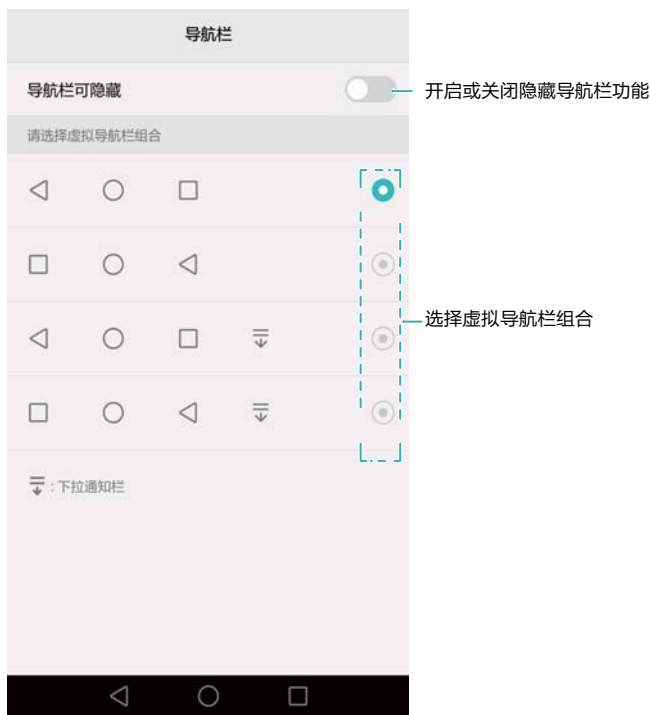 导航栏
导航栏可隐藏
开启或关闭隐藏导航栏功能
请选择虚拟导航栏组合
选择虚拟导航栏组合
:下拉通知栏